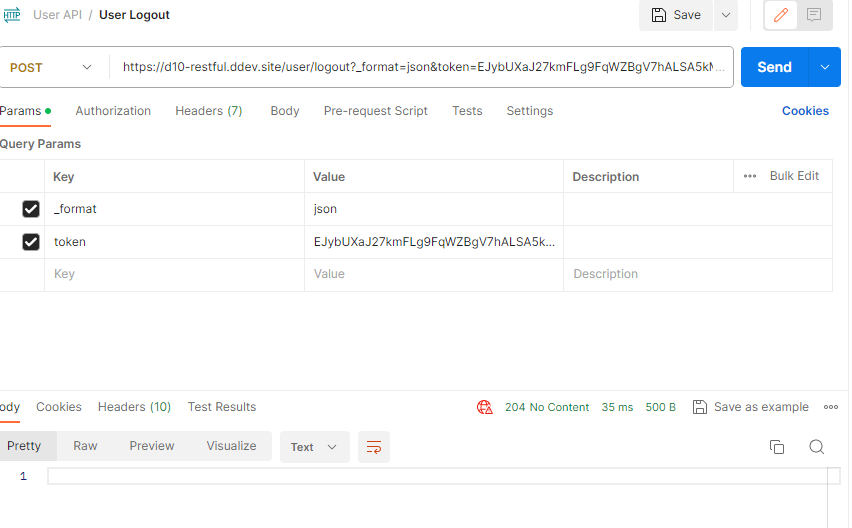 HTTP User API / User Logout Save
POST https://d10-restful.ddev.site/user/logout?_format=json&token=EJybUXaJ27kmFLg9FqWZBgV7hALSA5k... Send
Params Authorization Headers (7) Body Pre-request Script Tests Settings Cookies
Query Params
Key Value Description ••• Bulk Edit
_format json
token EJybUXaJ27kmFLg9FqWZBgV7hALSA5k...
Key Value Description
ody Cookies Headers (10) Test Results 204 No Content 35 ms 500 B Save as example
Pretty Raw Preview Visualize Text
1